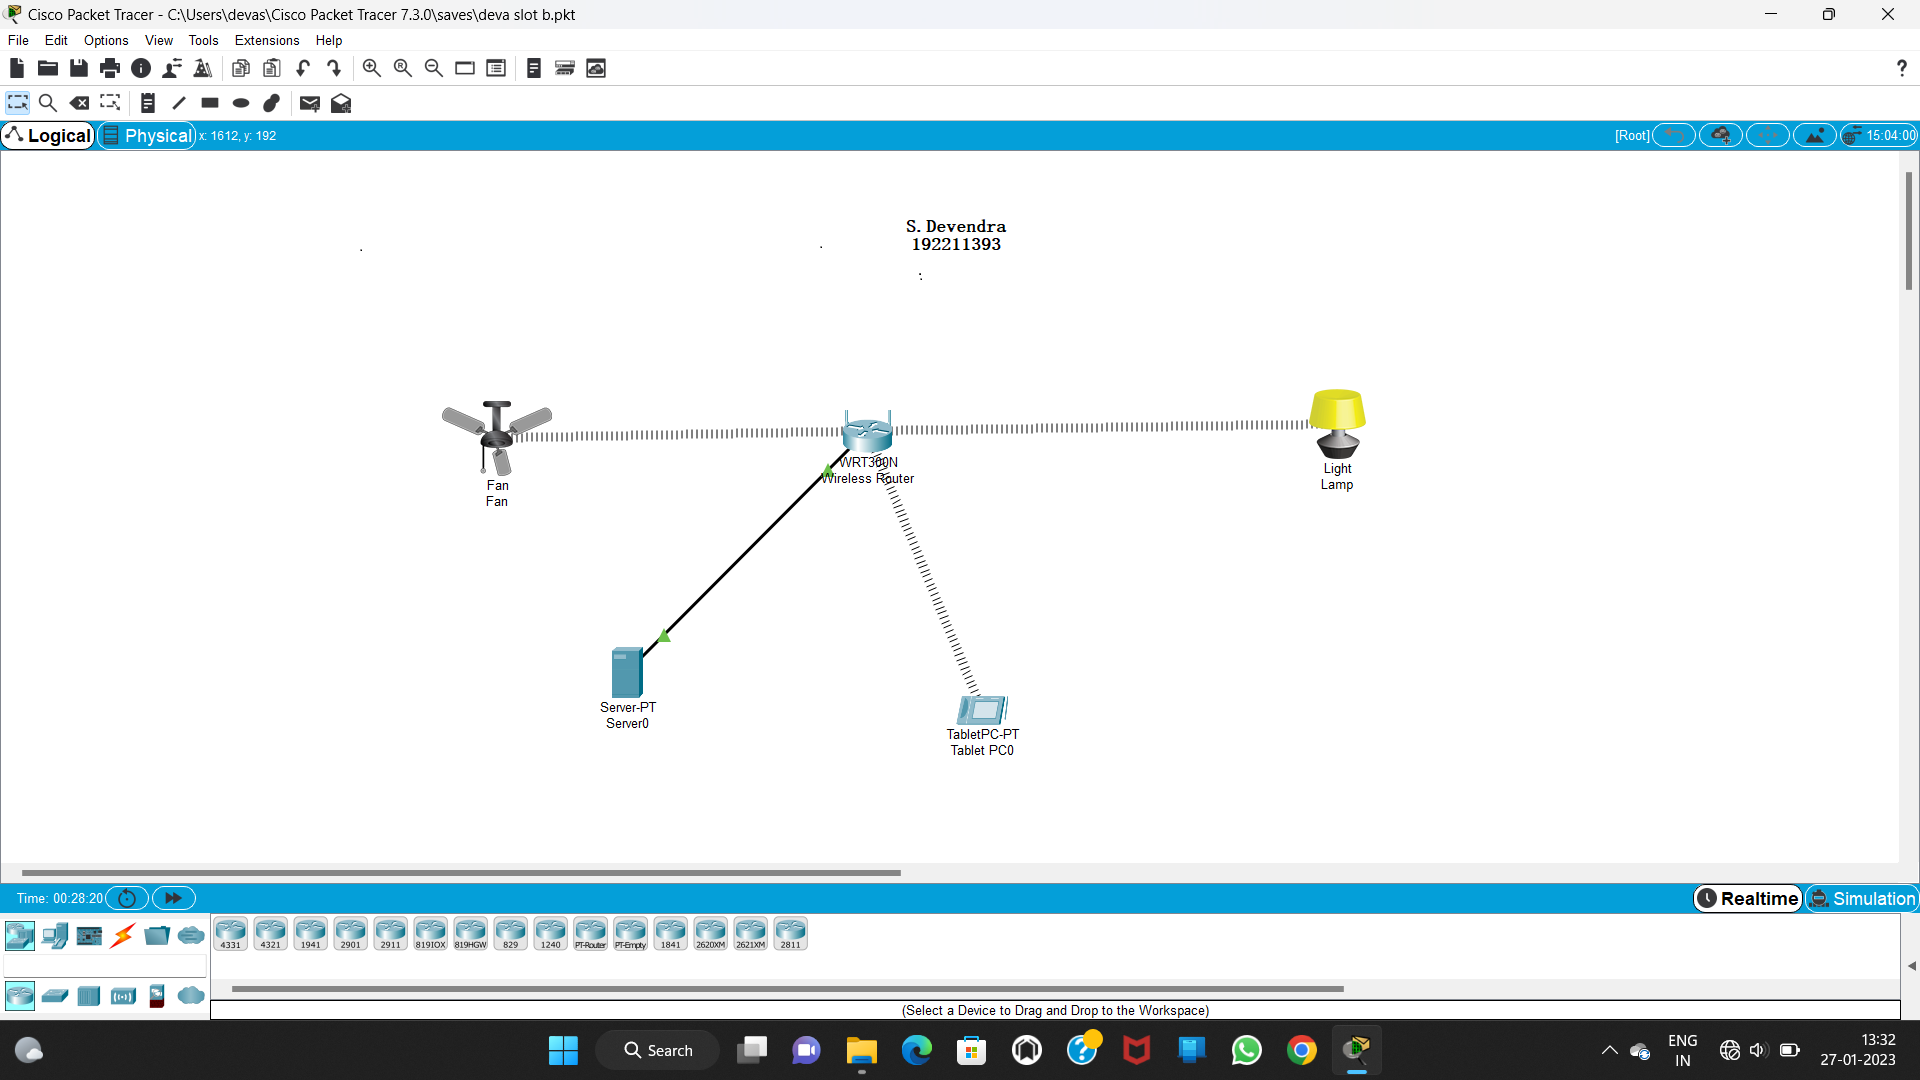 Cisco Packet Tracer - C:\Users\devas\Cisco Packet Tracer 7.3.0\saves\deva slot b.pkt
File Edit Options View Tools Extensions Help
?
Logical Physical x: 1612, y: 192 [Root] 15:04:00
S.Devendra
192211393
:
WRT300N
Wireless Router
Light
Lamp
Fan
Fan
Server-PT
Server0
TabletPC-PT
Tablet PC0
Time: 00:28:20 Realtime Simulation
4331 4321 1941 2901 2911 819IOX 819HGW 829 1240 PT-Router PT-Empty 1841 2620XM 2621XM 2811
(Select a Device to Drag and Drop to the Workspace)
Search
ENG
IN
13:32
27-01-2023